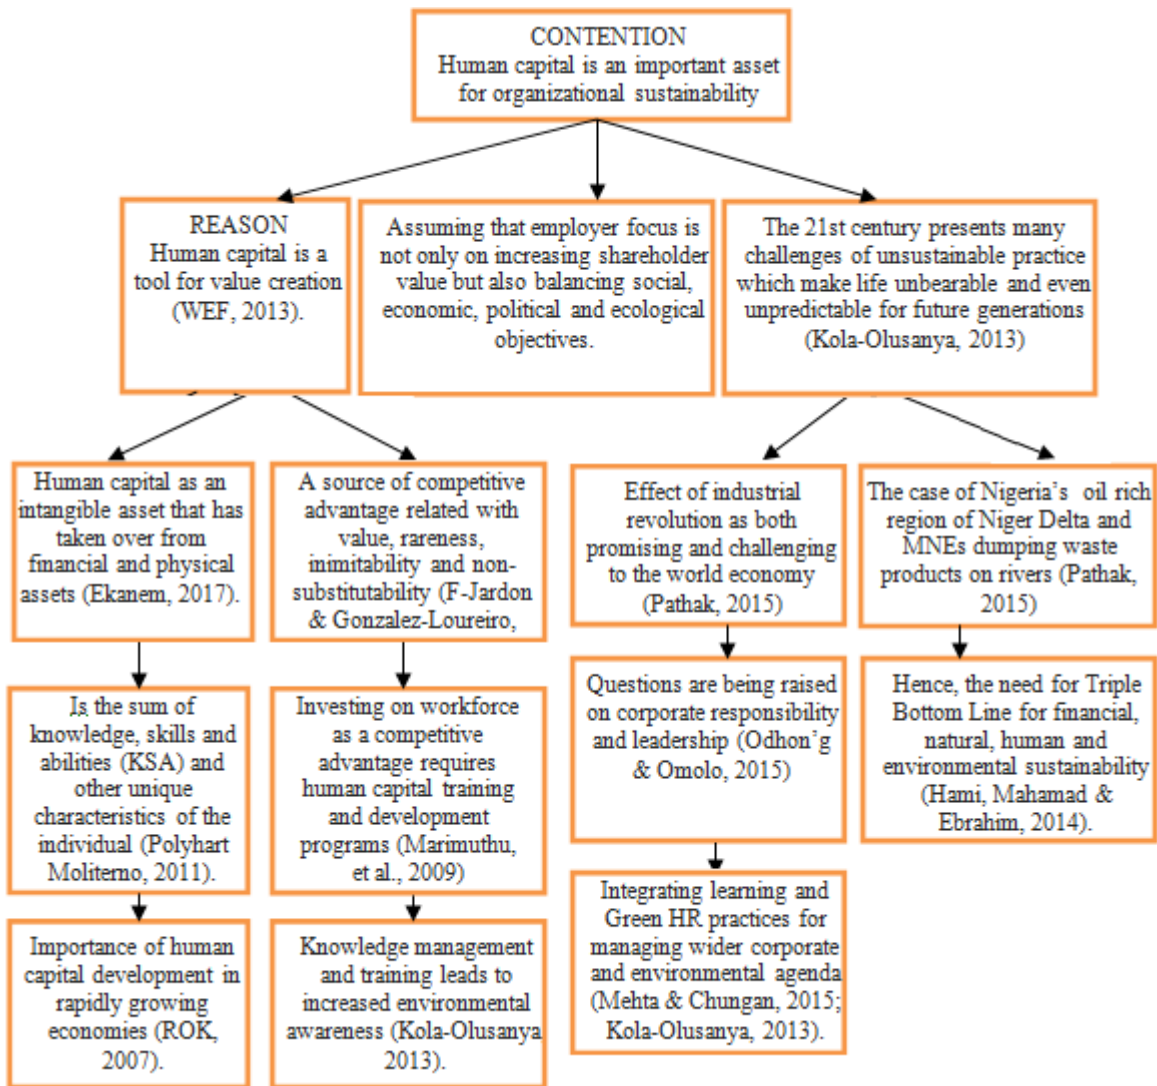 CONTENTION
Human capital is an important asset
for organizational sustainability
REASON
Human capital is a
tool for value creation
(WEF, 2013).
Assuming that employer focus is
not only on increasing shareholder
value but also balancing social,
economic, political and ecological
objectives.
The 21st century presents many
challenges of unsustainable practice
which make life unbearable and even
unpredictable for future generations
(Kola-Olusanya, 2013)
Human capital as an
intangible asset that has
taken over from
financial and physical
assets (Ekanem, 2017).
A source of competitive
advantage related with
value, rareness,
inimitability and non-
substitutability (F-Jardon
& Gonzalez-Loureiro,
Effect of industrial
revolution as both
promising and challenging
to the world economy
(Pathak, 2015)
The case of Nigeria's oil rich
region of Niger Delta and
MNEs dumping waste
products on rivers (Pathak,
2015)
Is the sum of
knowledge, skills and
abilities (KSA) and
other unique
characteristics of the
individual (Polyhart
Moliterno, 2011).
Investing on workforce
as a competitive
advantage requires
human capital training
and development
programs (Marimuthu,
et al., 2009)
Questions are being raised
on corporate responsibility
and leadership (Odhon'g
& Omolo, 2015)
Hence, the need for Triple
Bottom Line for financial,
natural, human and
environmental sustainability
(Hami, Mahamad &
Ebrahim, 2014).
Importance of human
capital development in
rapidly growing
economies (ROK,
2007).
Knowledge management
and training leads to
increased environmental
awareness (Kola-Olusanya
2013).
Integrating learning and
Green HR practices for
managing wider corporate
and environmental agenda
(Mehta & Chungan, 2015;
Kola-Olusanya, 2013).